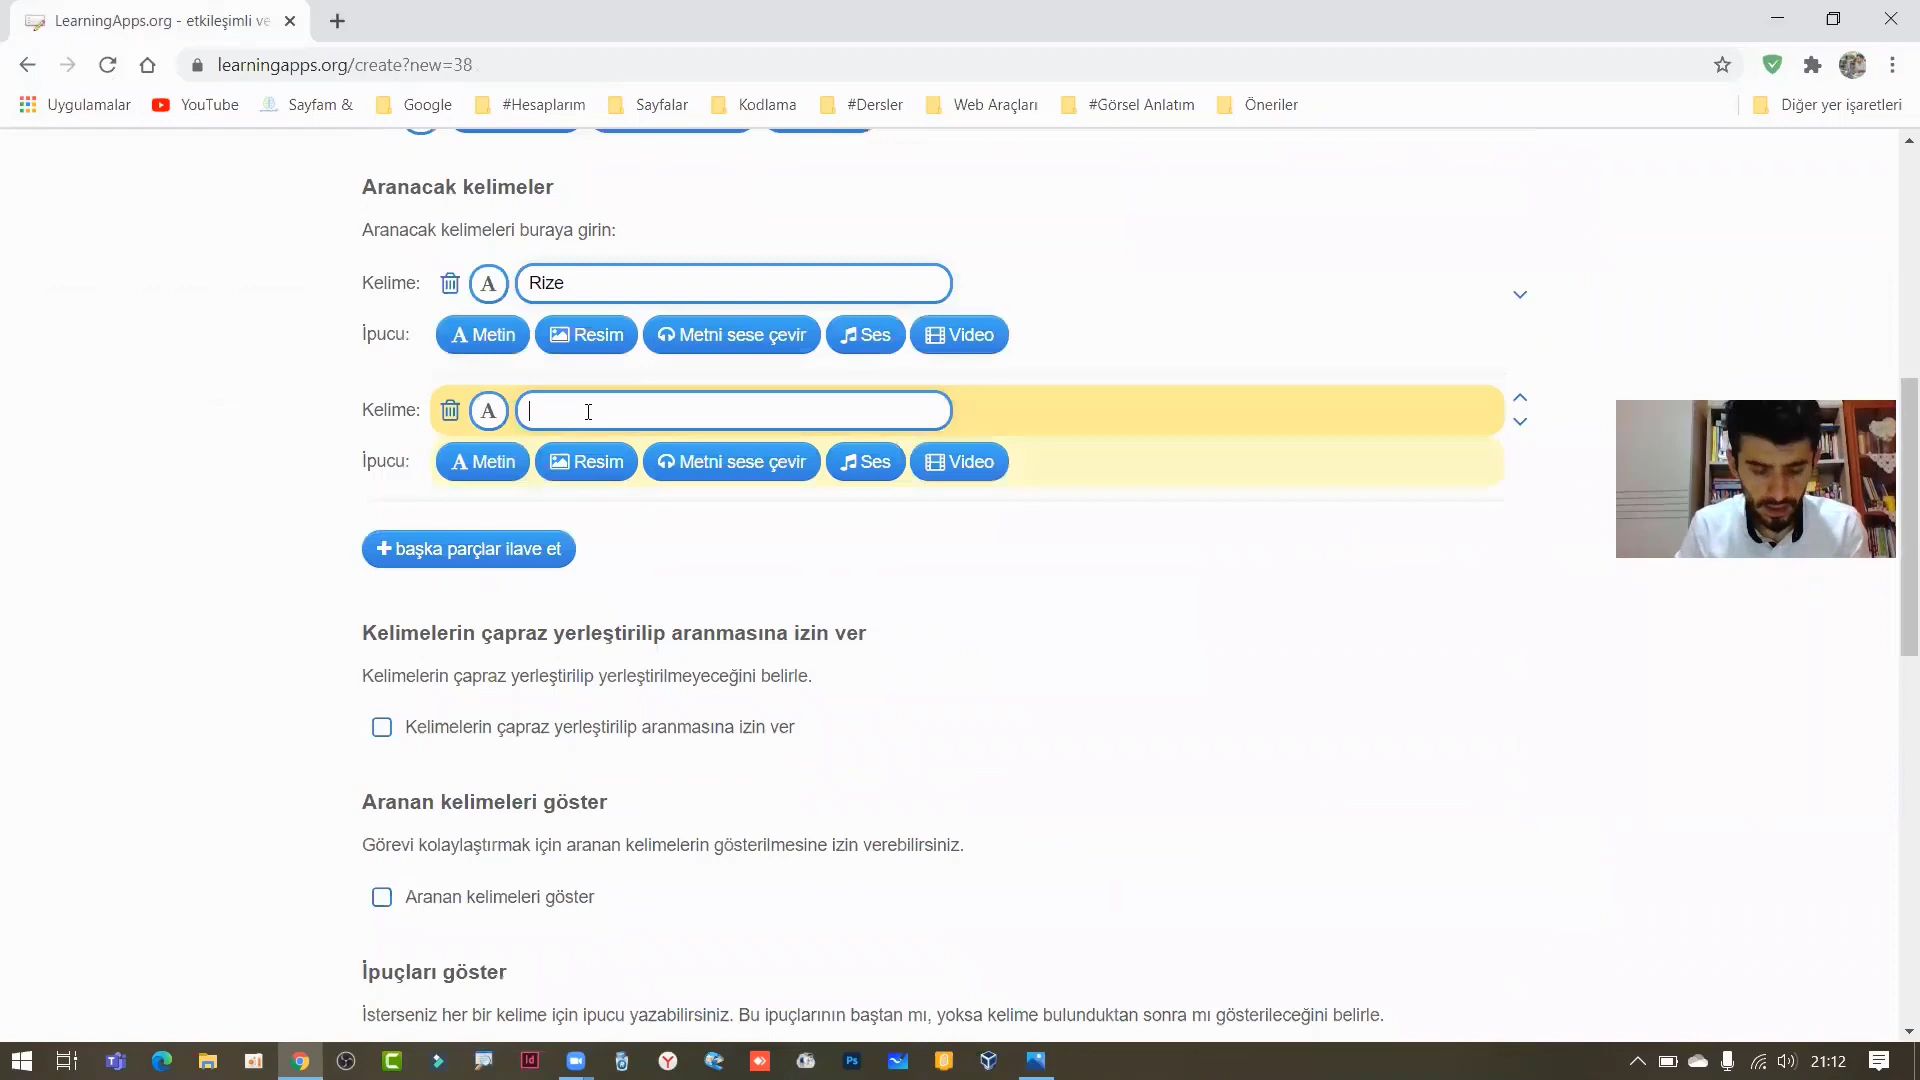 LearningApps.org - etkileşimli ve
learningapps.org/create?new=38
Uygulamalar YouTube Sayfam & Google #Hesaplarım Sayfalar Kodlama #Dersler Web Araçları #Görsel Anlatım Öneriler Diğer yer işaretleri
Aranacak kelimeler
Aranacak kelimeleri buraya girin:
Kelime: A Rize
İpucu: A Metin Resim Metni sese çevir Ses Video
Kelime: A
İpucu: A Metin Resim Metni sese çevir Ses Video
+ başka parçlar ilave et
Kelimelerin çapraz yerleştirilip aranmasına izin ver
Kelimelerin çapraz yerleştirilip yerleştirilmeyeceğini belirle.
Kelimelerin çapraz yerleştirilip aranmasına izin ver
Aranan kelimeleri göster
Görevi kolaylaştırmak için aranan kelimelerin gösterilmesine izin verebilirsiniz.
Aranan kelimeleri göster
İpuçları göster
İsterseniz her bir kelime için ipucu yazabilirsiniz. Bu ipuçlarının baştan mı, yoksa kelime bulunduktan sonra mı gösterileceğini belirle.
Id Ps 21:12